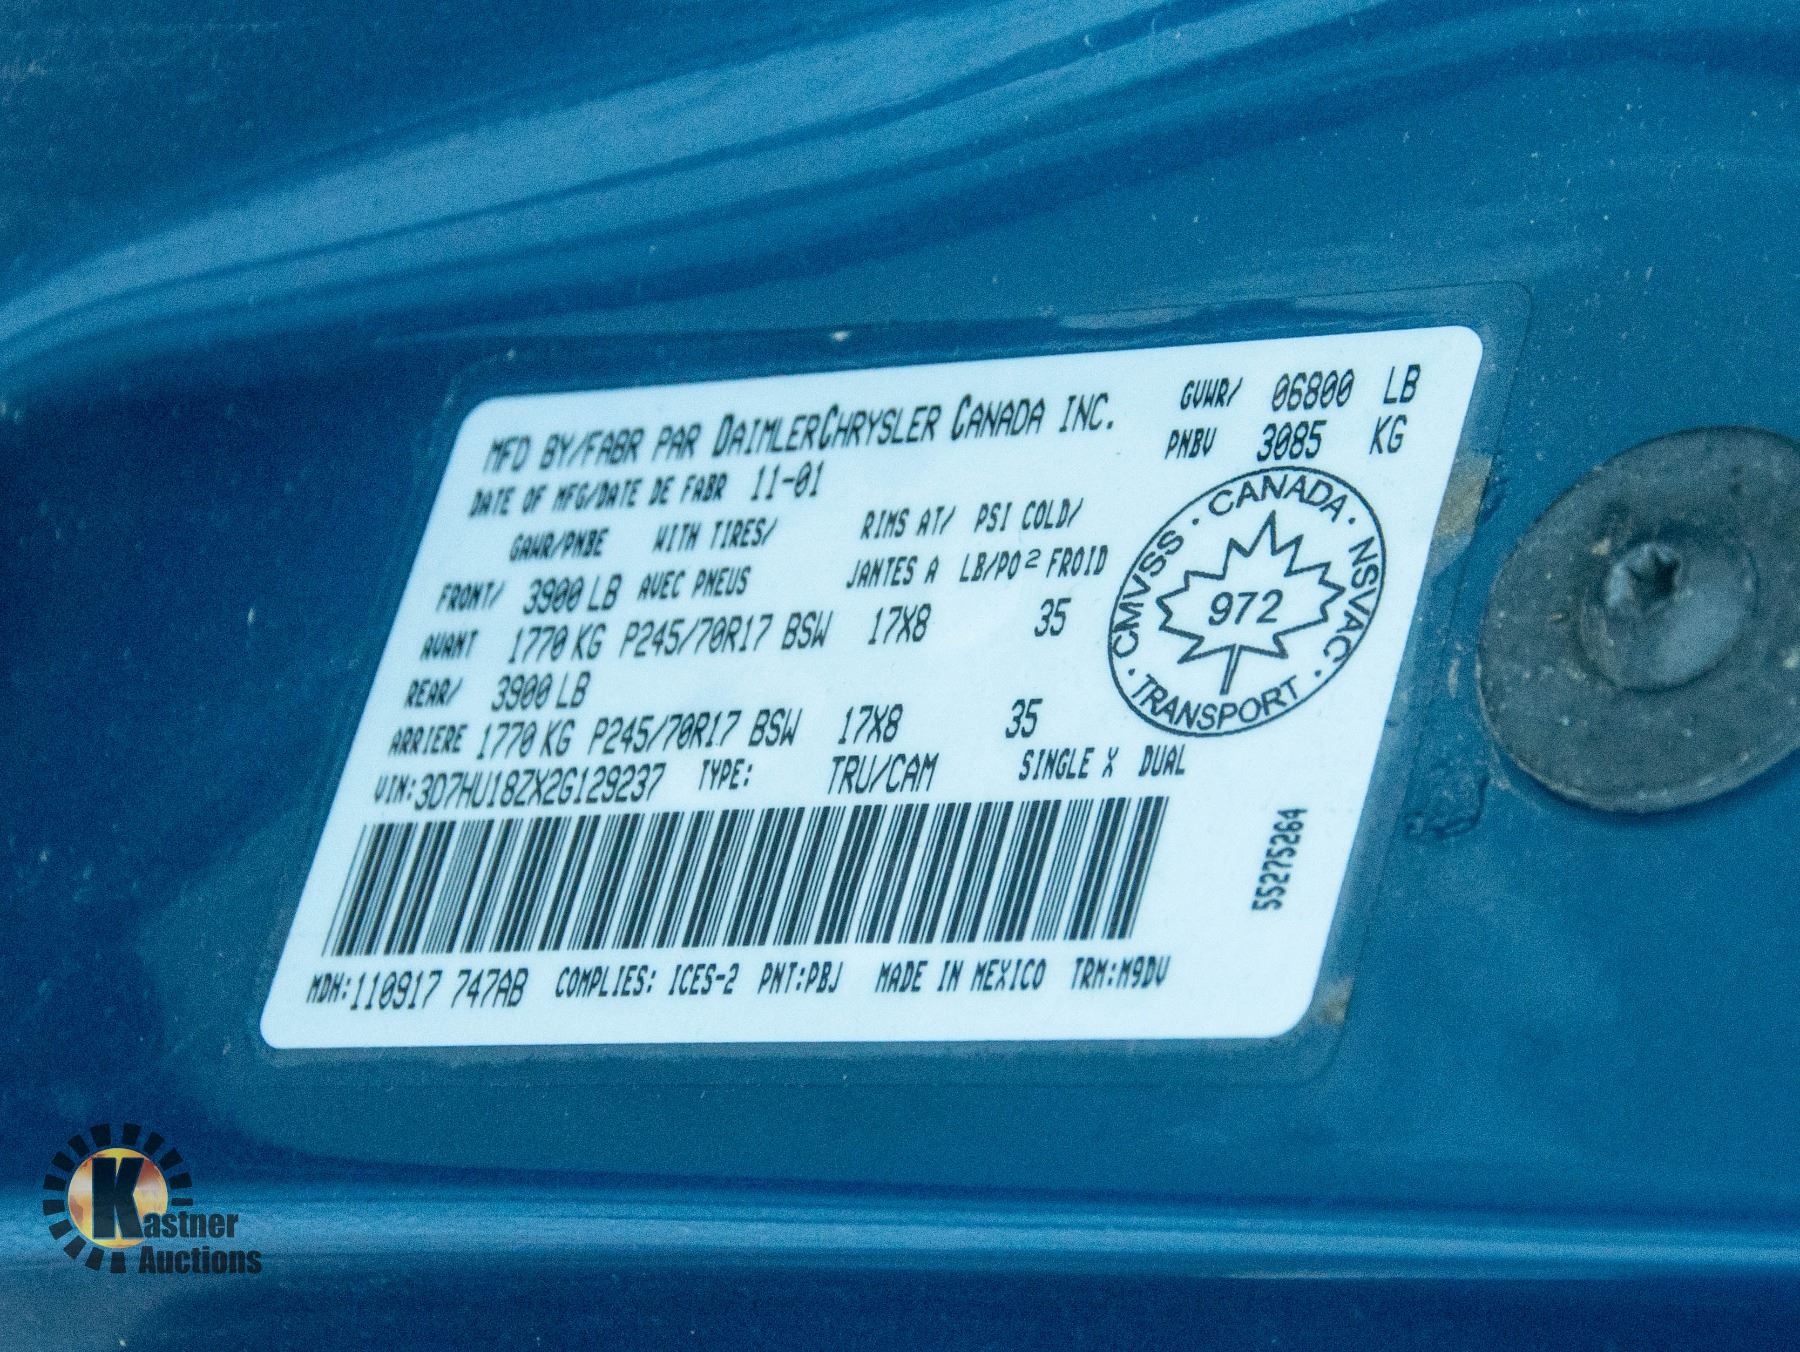 MFD BY/FABR PAR DAIMLERCHRYSLER CANADA INC. GVWR/ 06800 LB
DATE OF MFG/DATE DE FABR 11-01 PNBV 3085 KG
GAWR/PNBE WITH TIRES/ RIMS AT/ PSI COLD/
FRONT/ 3900 LB AVEC PNEUS JANTES A LB/PO² FROID
AVANT 1770 KG P245/70R17 BSW 17X8 35
REAR/ 3900 LB
ARRIERE 1770 KG P245/70R17 BSW 17X8 35
VIN:3D7HU18ZX2G129237 TYPE: TRU/CAM SINGLE X DUAL
· CANADA · NSVAC · TRANSPORT · CMVSS
972
55275264
MDH:110917 747AB COMPLIES: ICES-2 PNT:PBJ MADE IN MEXICO TRM:M9DV
Kastner
Auctions